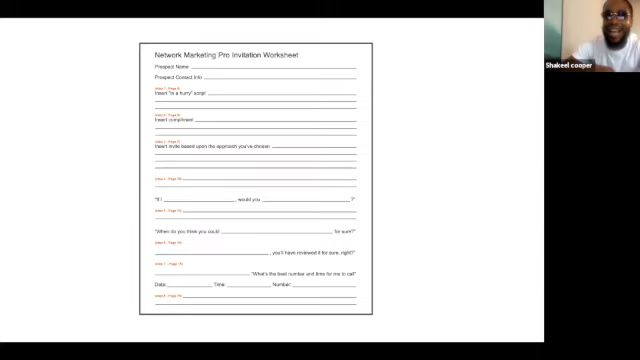 Shakeel cooper
Network Marketing Pro Invitation Worksheet
Prospect Name
Prospect Contact Info
Insert "in a hurry" script
Insert compliment
Insert invite based upon the approach you've chosen
"If I , would you ?"
"When do you think you could for sure?"
, you'll have reviewed it for sure, right?"
"What's the best number and time for me to call"
Date: Time: Number: